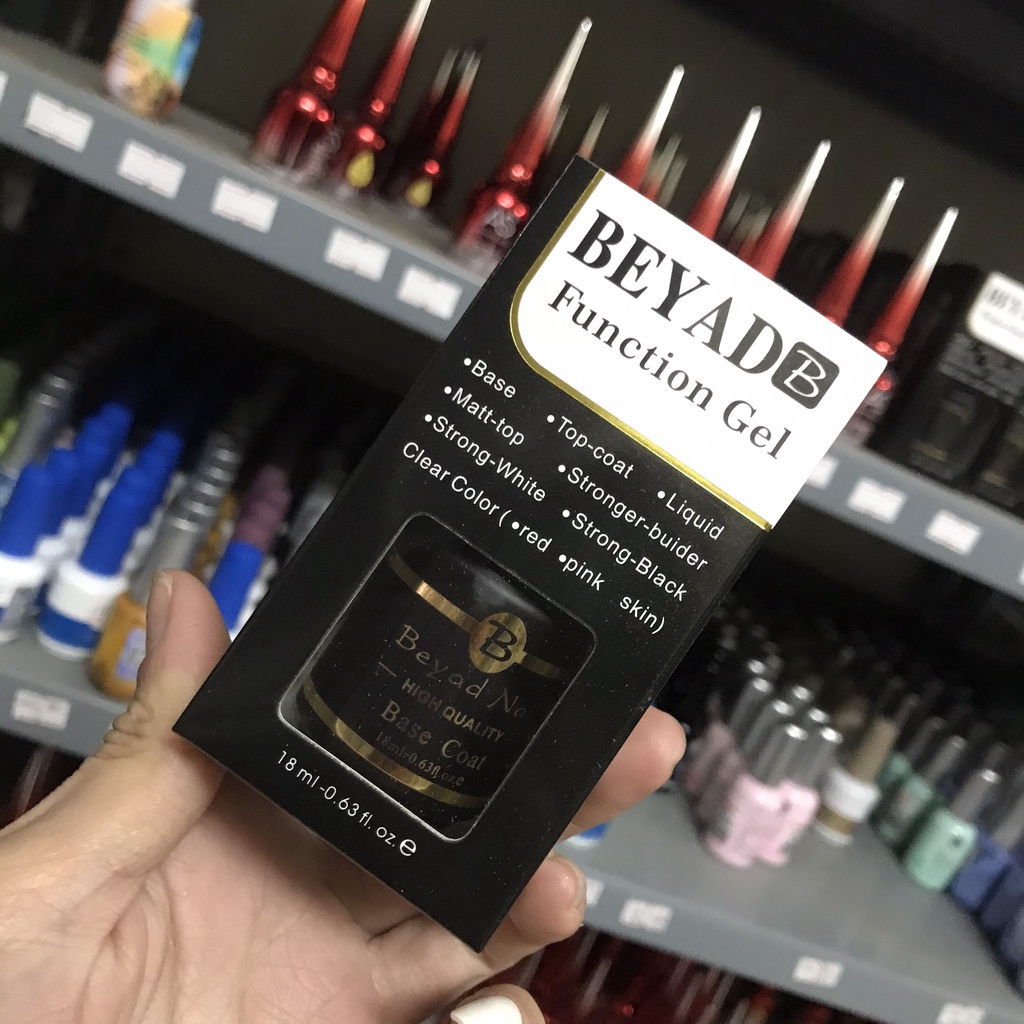 BEYAD B
Function Gel
•Base •Top-coat •Liquid
•Matt-top •Stronger-buider
•Strong-White •Strong-Black
Clear Color ( •red •pink skin)
B
Beyad Na
HIGH QUALITY
Base Coat
18ml-0.63fl.oz.e
18 ml-0.63 fl. oz. e